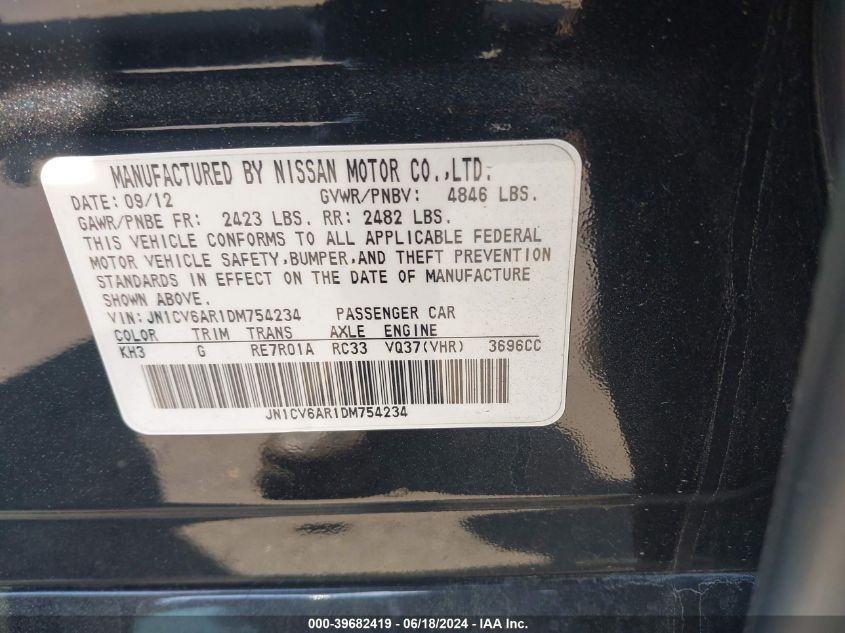 MANUFACTURED BY NISSAN MOTOR CO.,LTD.
DATE: 09/12 GVWR/PNBV: 4846 LBS.
GAWR/PNBE FR: 2423 LBS. RR: 2482 LBS.
THIS VEHICLE CONFORMS TO ALL APPLICABLE FEDERAL
MOTOR VEHICLE SAFETY,BUMPER,AND THEFT PREVENTION
STANDARDS IN EFFECT ON THE DATE OF MANUFACTURE
SHOWN ABOVE.
VIN: JN1CV6AR1DM754234 PASSENGER CAR
COLOR TRIM TRANS AXLE ENGINE
KH3 G RE7R01A RC33 VQ37(VHR) 3696CC
JN1CV6AR1DM754234
000-39682419 - 06/18/2024 - IAA Inc.